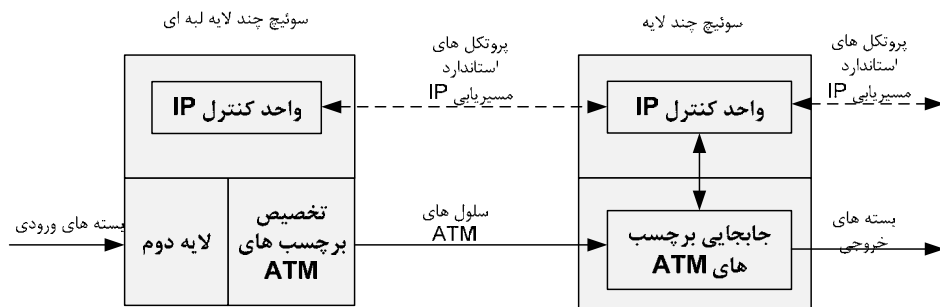 سوئیچ چند لایه لبه ای
سوئیچ چند لایه
پروتکل های
استاندارد
مسیریابی IP
پروتکل های
استاندارد
مسیریابی IP
واحد کنترل IP
واحد کنترل IP
بسته های ورودی
لایه دوم
تخصیص
برچسب های
ATM
سلول های
ATM
جابجایی برچسب
های ATM
بسته های
خروجی